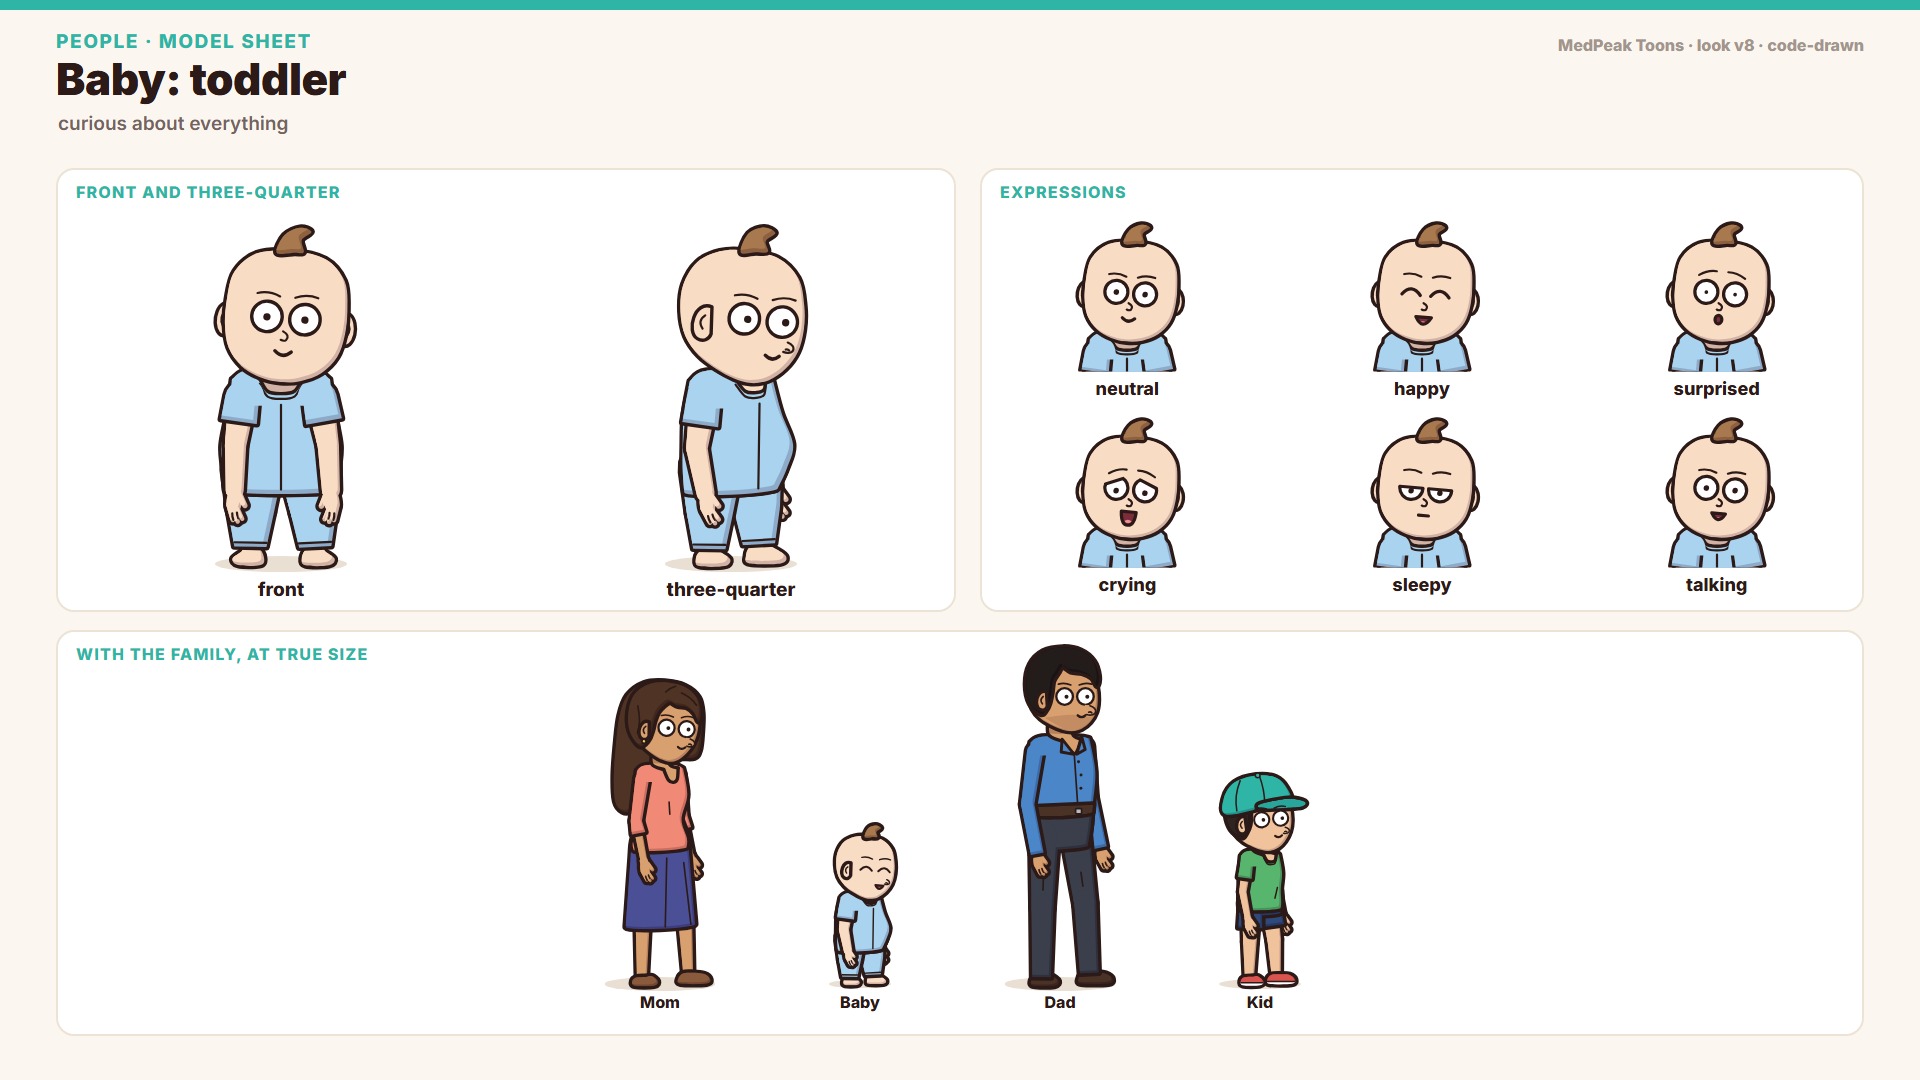 PEOPLE · MODEL SHEET
MedPeak Toons · look v8 · code-drawn
Baby: toddler
curious about everything
FRONT AND THREE-QUARTER
front
three-quarter
EXPRESSIONS
neutral
happy
surprised
crying
sleepy
talking
WITH THE FAMILY, AT TRUE SIZE
Mom
Baby
Dad
Kid